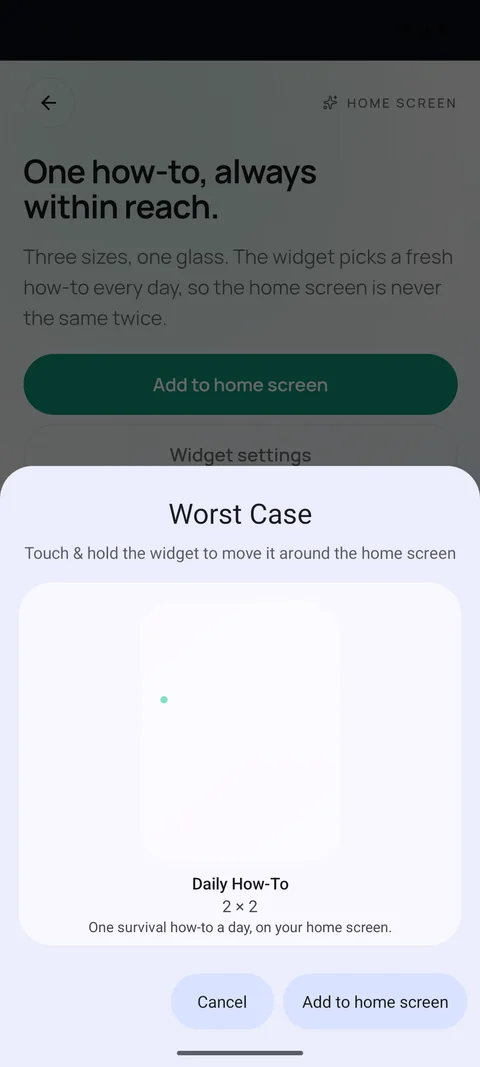 HOME SCREEN
One how-to, always
within reach.
Three sizes, one glass. The widget picks a fresh
how-to every day, so the home screen is never
the same twice.
Add to home screen
Widget settings
Worst Case
Touch & hold the widget to move it around the home screen
Daily How-To
2 × 2
One survival how-to a day, on your home screen.
Cancel
Add to home screen